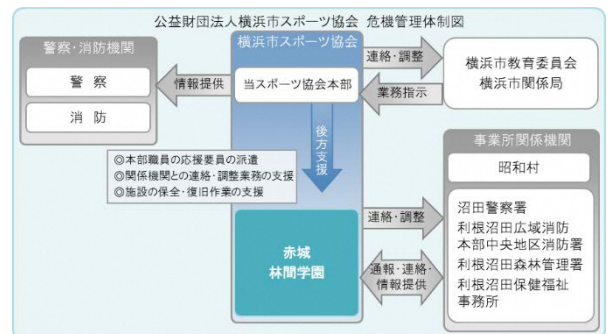 公益財団法人横浜市スポーツ協会 危機管理体制図
警察・消防機関
警 察
消 防
情報提供
横浜市スポーツ協会
当スポーツ協会本部
連絡・調整
業務指示
横浜市教育委員会
横浜市関係局
後方支援
◎本部職員の応援要員の派遣
◎関係機関との連絡・調整業務の支援
◎施設の保全・復旧作業の支援
赤城
林間学園
連絡・調整
通報・連絡・
情報提供
事業所関係機関
昭和村
沼田警察署
利根沼田広域消防
本部中央地区消防署
利根沼田森林管理署
利根沼田保健福祉
事務所